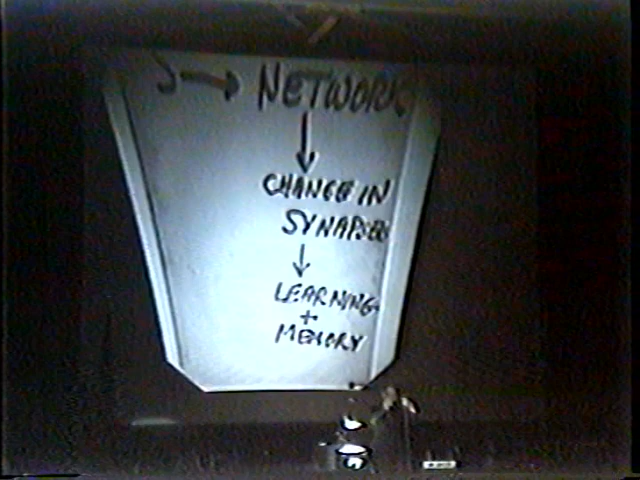 → NETWORK
↓
CHANGE IN
SYNAPSES
↓
LEARNING
+
MEMORY